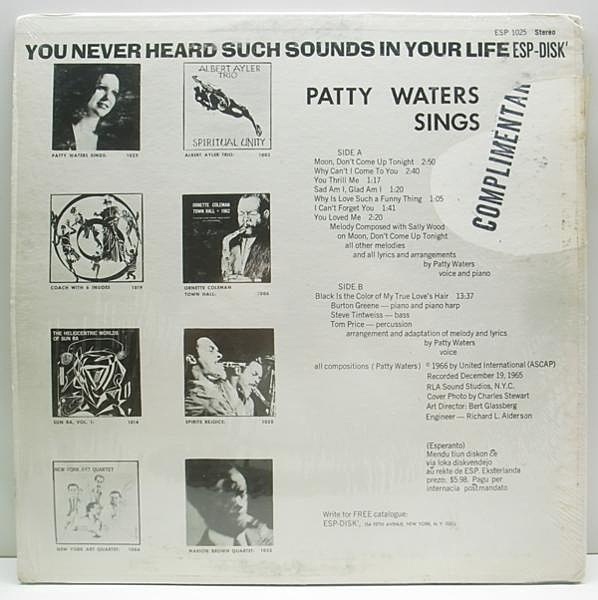 ESP 1025 Stereo
YOU NEVER HEARD SUCH SOUNDS IN YOUR LIFE ESP-DISK'
PATTY WATERS SINGS: 1025
ALBERT AYLER
TRIO
SPIRITUAL UNITY
ALBERT AYLER TRIO: 1002
COACH WITH 6 INSIDES 1019
ORNETTE COLEMAN
TOWN HALL • 1962
ORNETTE COLEMAN
TOWN HALL: 1006
THE HELIOCENTRIC WORLDS
OF SUN RA
SUN RA, VOL. 1: 1014
SPIRITS REJOICE: 1020
NEW YORK ART QUARTET
NEW YORK ART QUARTET: 1004
MARION BROWN QUARTET: 1022
PATTY WATERS
SINGS
COMPLIMENTAR
SIDE A
Moon, Don't Come Up Tonight 2:50
Why Can't I Come To You 2:40
You Thrill Me 1:17
Sad Am I, Glad Am I 1:20
Why Is Love Such a Funny Thing 1:05
I Can't Forget You 1:41
You Loved Me 2:20
Melody Composed with Sally Wood
on Moon, Don't Come Up Tonight
all other melodies
and all lyrics and arrangements
by Patty Waters
voice and piano
SIDE B
Black Is the Color of My True Love's Hair 13:37
Burton Greene — piano and piano harp
Steve Tintweiss — bass
Tom Price — percussion
arrangement and adaptation of melody and lyrics
by Patty Waters
voice
all compositions ( Patty Waters) © 1966 by United International (ASCAP)
Recorded December 19, 1965
RLA Sound Studios, N.Y.C.
Cover Photo by Charles Stewart
Art Director: Bert Glassberg
Engineer — Richard L. Alderson
(Esperanto)
Mendu tiun diskon ĉe
via loka diskvendejo
aŭ rekte de ESP. Eksterlanda
prezo: $5.98. Pagu per
internacia poŝtmandato
Write for FREE catalogue:
ESP-DISK', 156 FIFTH AVENUE, NEW YORK, N.Y.